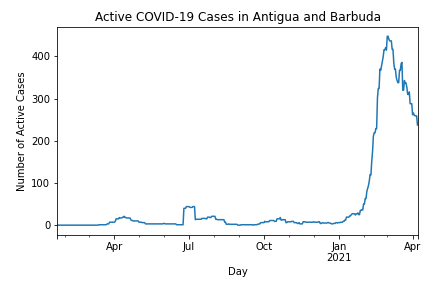 Active COVID-19 Cases in Antigua and Barbuda
Number of Active Cases
400
300
200
100
0
Apr
Jul
Oct
Jan
2021
Apr
Day